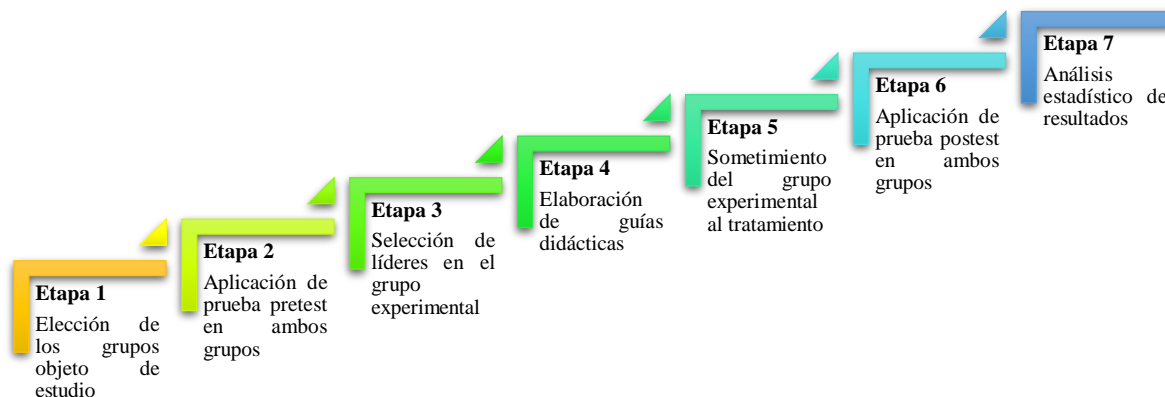 Etapa 1
Elección de
los grupos
objeto de
estudio
Etapa 2
Aplicación de
prueba pretest
en ambos
grupos
Etapa 3
Selección de
líderes en el
grupo
experimental
Etapa 4
Elaboración
de guías
didácticas
Etapa 5
Sometimiento
del grupo
experimental
al tratamiento
Etapa 6
Aplicación de
prueba postest
en ambos
grupos
Etapa 7
Análisis
estadístico de
resultados